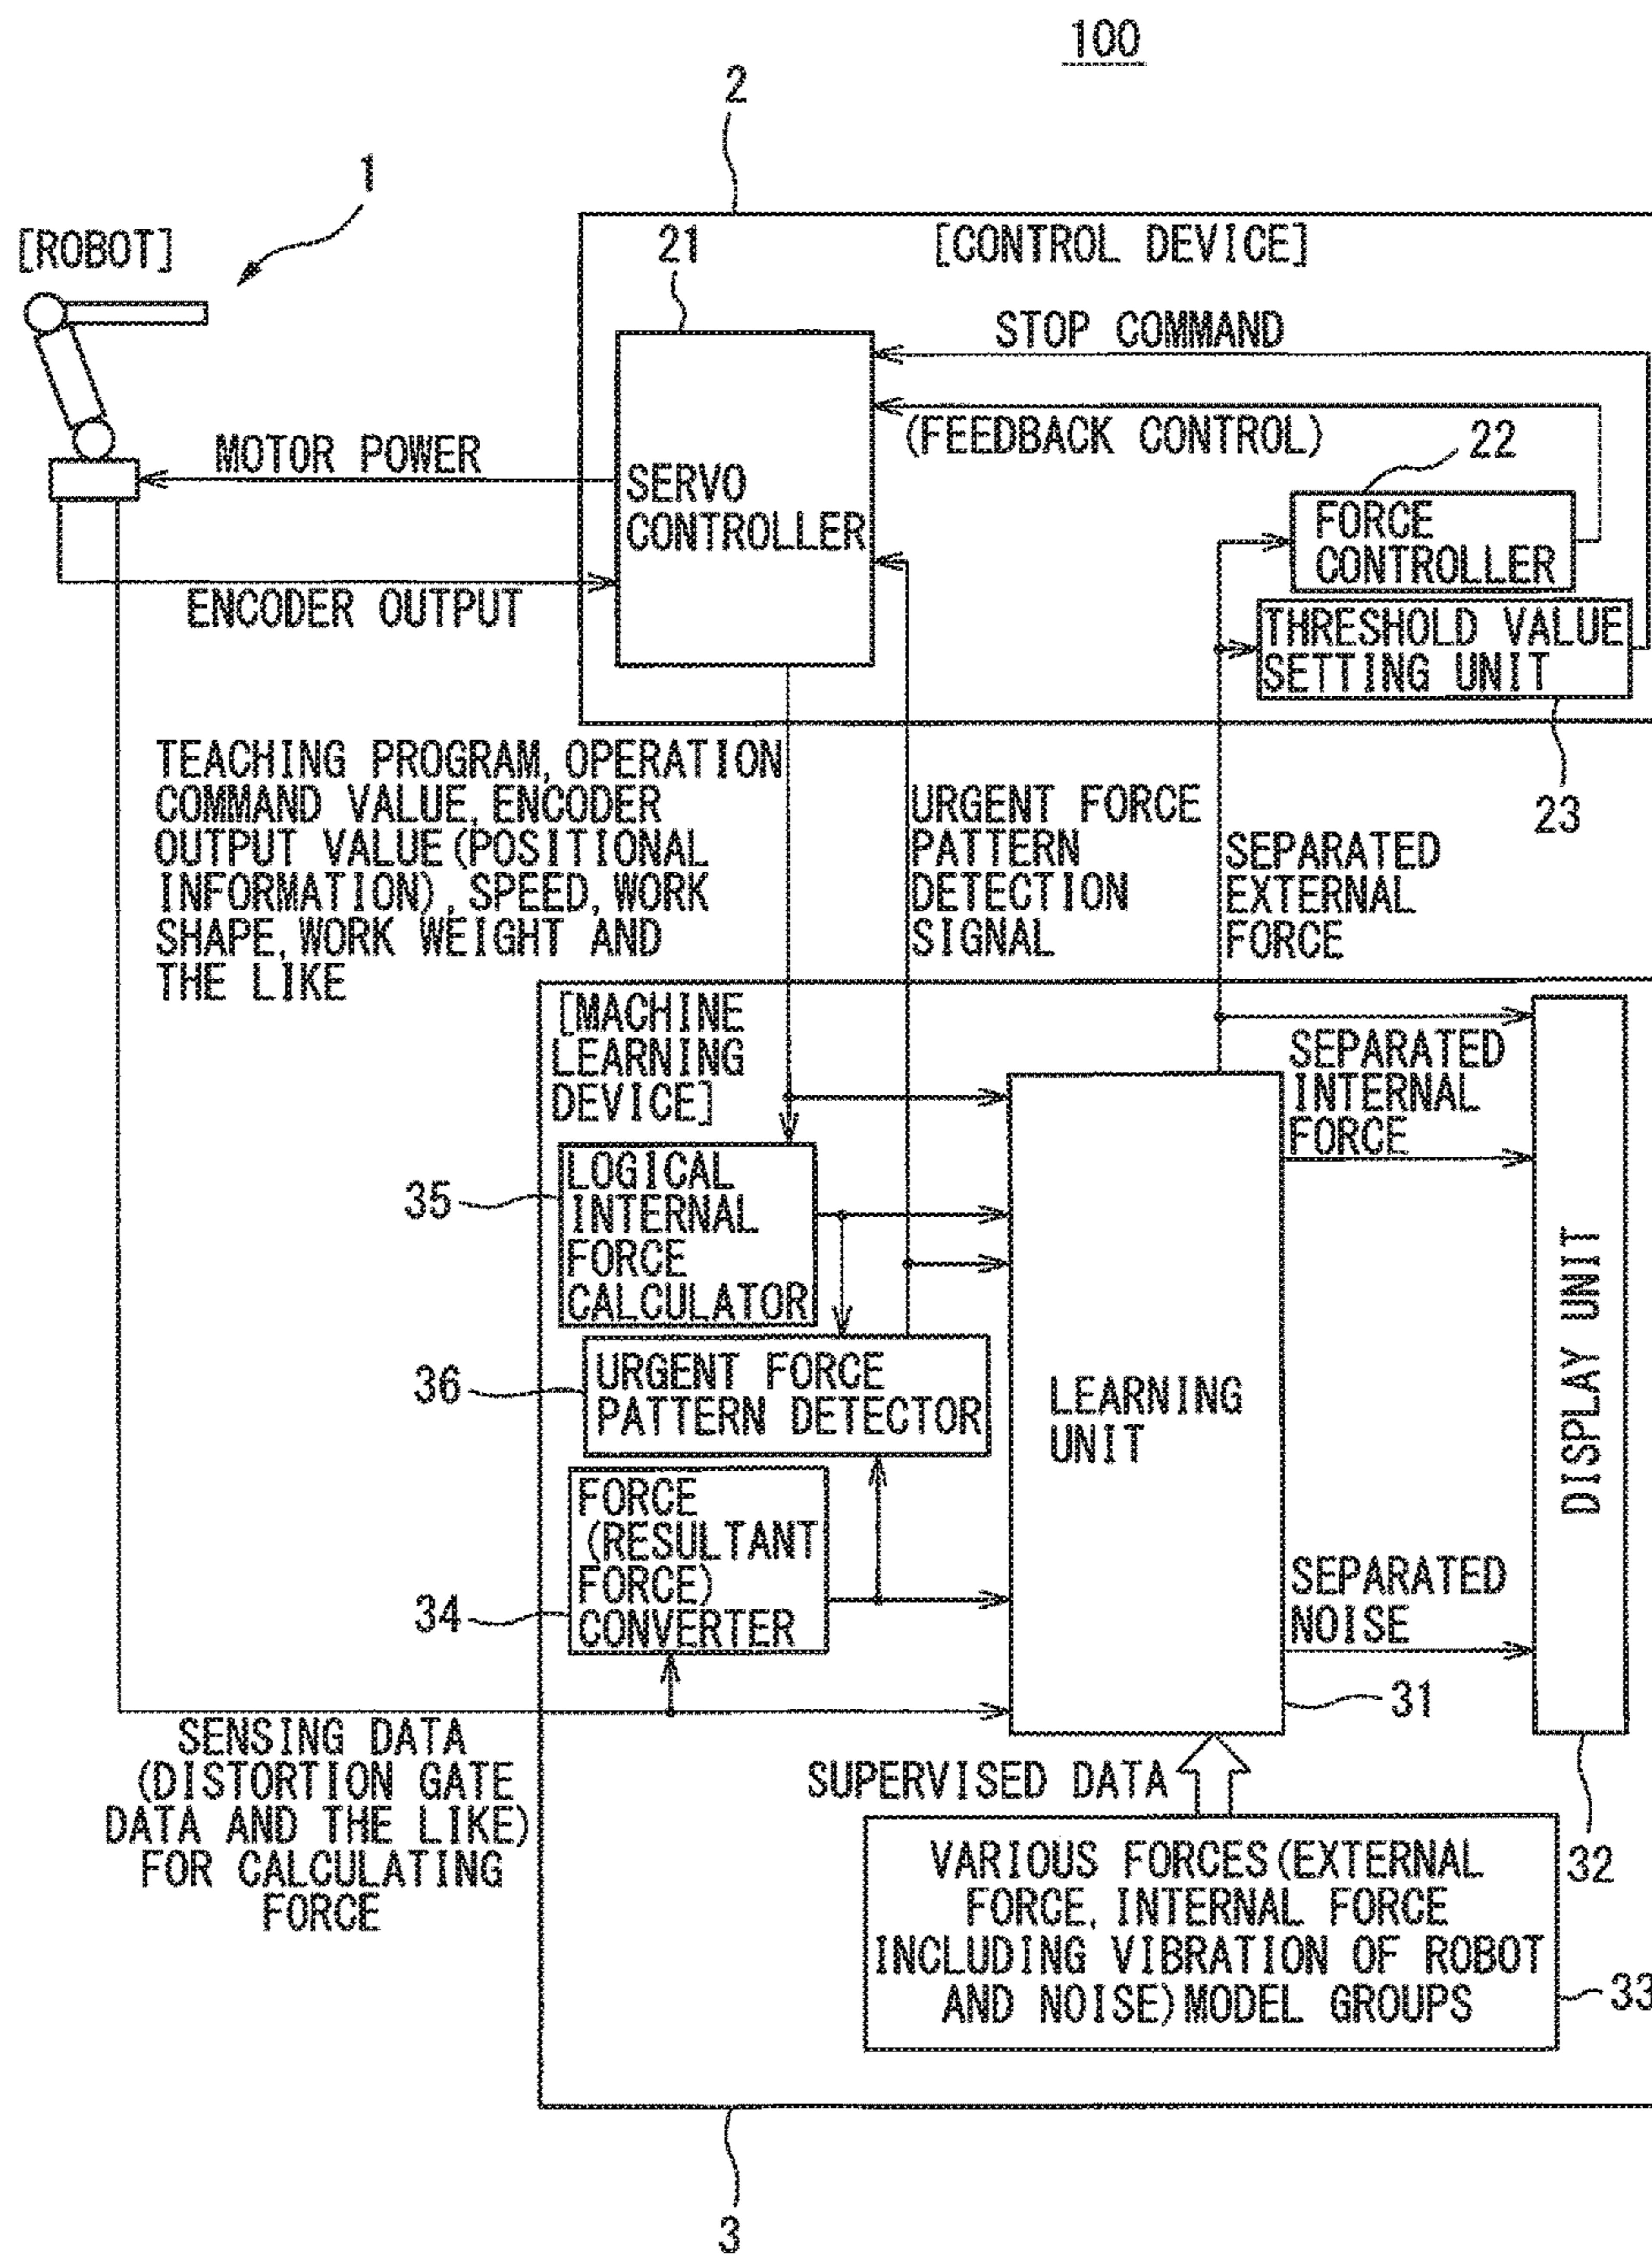 100
2
1
[ROBOT]
21
[CONTROL DEVICE]
STOP COMMAND
(FEEDBACK CONTROL)
22
MOTOR POWER
SERVO
CONTROLLER
FORCE
CONTROLLER
ENCODER OUTPUT
THRESHOLD VALUE
SETTING UNIT
23
TEACHING PROGRAM, OPERATION
COMMAND VALUE, ENCODER
OUTPUT VALUE (POSITIONAL
INFORMATION), SPEED, WORK
SHAPE, WORK WEIGHT AND
THE LIKE
URGENT FORCE
PATTERN
DETECTION
SIGNAL
SEPARATED
EXTERNAL
FORCE
[MACHINE
LEARNING
DEVICE]
SEPARATED
INTERNAL
FORCE
35
LOGICAL
INTERNAL
FORCE
CALCULATOR
36
URGENT FORCE
PATTERN DETECTOR
LEARNING
UNIT
DISPLAY UNIT
34
FORCE
(RESULTANT
FORCE)
CONVERTER
SEPARATED
NOISE
31
SENSING DATA
(DISTORTION GATE
DATA AND THE LIKE)
FOR CALCULATING
FORCE
SUPERVISED DATA
32
VARIOUS FORCES (EXTERNAL
FORCE, INTERNAL FORCE
INCLUDING VIBRATION OF ROBOT
AND NOISE) MODEL GROUPS
33
3